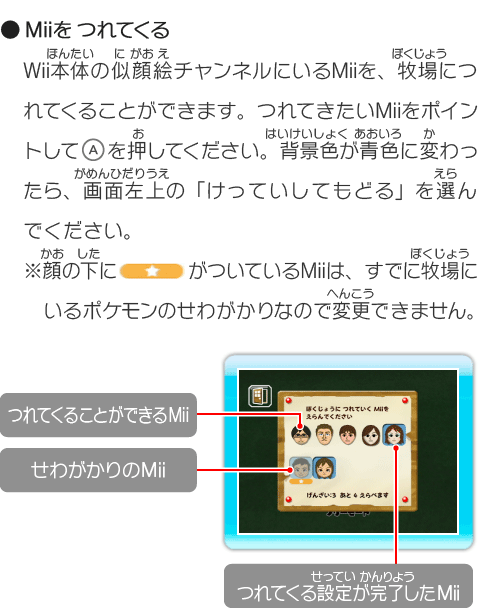 ● Miiを つれてくる
Wii本体の似顔絵チャンネルにいるMiiを、牧場につ
れてくることができます。つれてきたいMiiをポイン
トしてⒶを押してください。背景色が青色に変わっ
たら、画面左上の「けっていしてもどる」を選ん
でください。
※顔の下に★がついているMiiは、すでに牧場に
いるポケモンのせわがかりなので変更できません。
ぼくじょうに つれていく Miiを
えらんでください
つれてくることができるMii
せわがかりのMii
げんざい:3 あと 4 えらべます
つれてくる設定が完了したMii